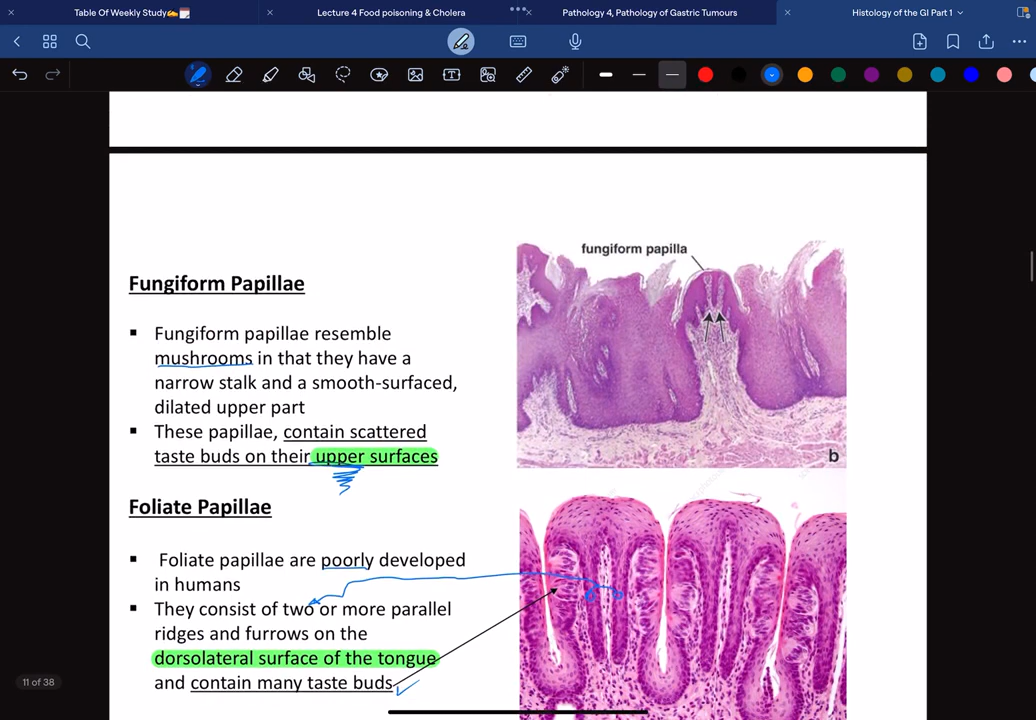 Table Of Weekly Study✍️🗓️
Lecture 4 Food poisoning & Cholera
Pathology 4, Pathology of Gastric Tumours
Histology of the GI Part 1
fungiform papilla
Fungiform Papillae
▪ Fungiform papillae resemble
mushrooms in that they have a
narrow stalk and a smooth-surfaced,
dilated upper part
▪ These papillae, contain scattered
taste buds on their upper surfaces
b
Foliate Papillae
▪ Foliate papillae are poorly developed
in humans
▪ They consist of two or more parallel
ridges and furrows on the
dorsolateral surface of the tongue
and contain many taste buds
11 of 38